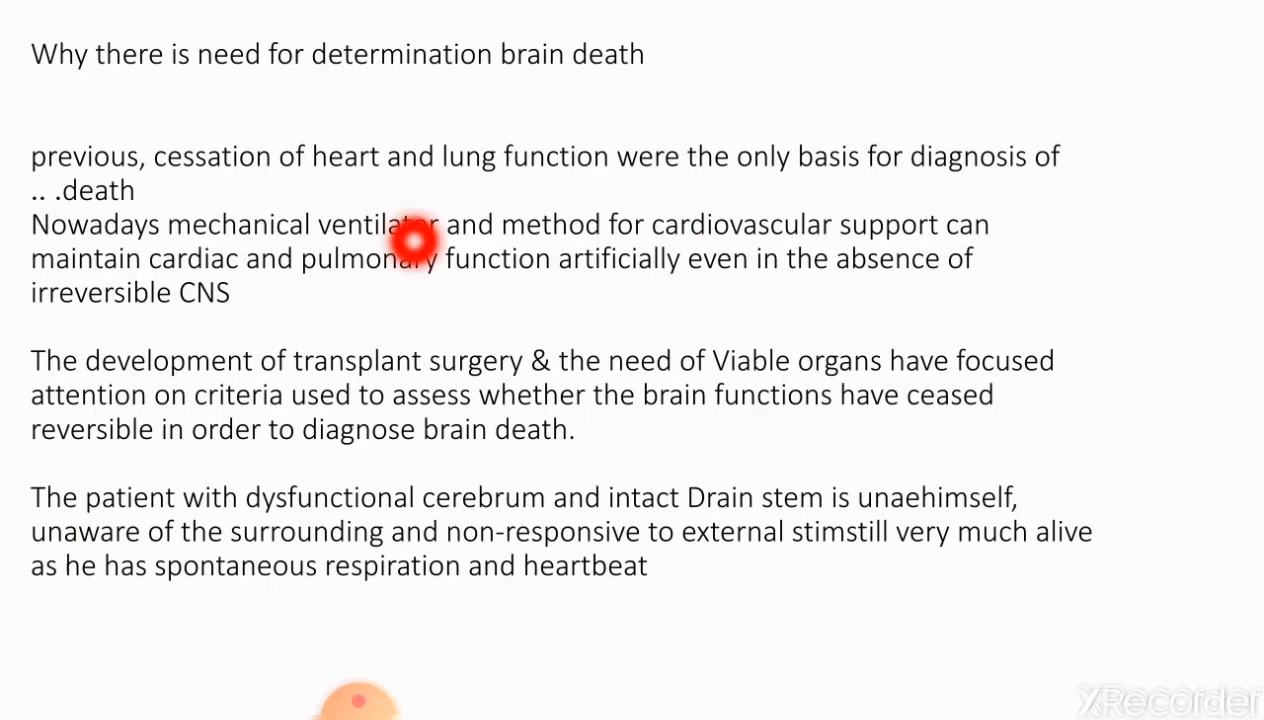 Why there is need for determination brain death
previous, cessation of heart and lung function were the only basis for diagnosis of
.. .death
Nowadays mechanical ventilator and method for cardiovascular support can
maintain cardiac and pulmonary function artificially even in the absence of
irreversible CNS
The development of transplant surgery & the need of Viable organs have focused
attention on criteria used to assess whether the brain functions have ceased
reversible in order to diagnose brain death.
The patient with dysfunctional cerebrum and intact Drain stem is unaehimself,
unaware of the surrounding and non-responsive to external stimstill very much alive
as he has spontaneous respiration and heartbeat
XRecorder